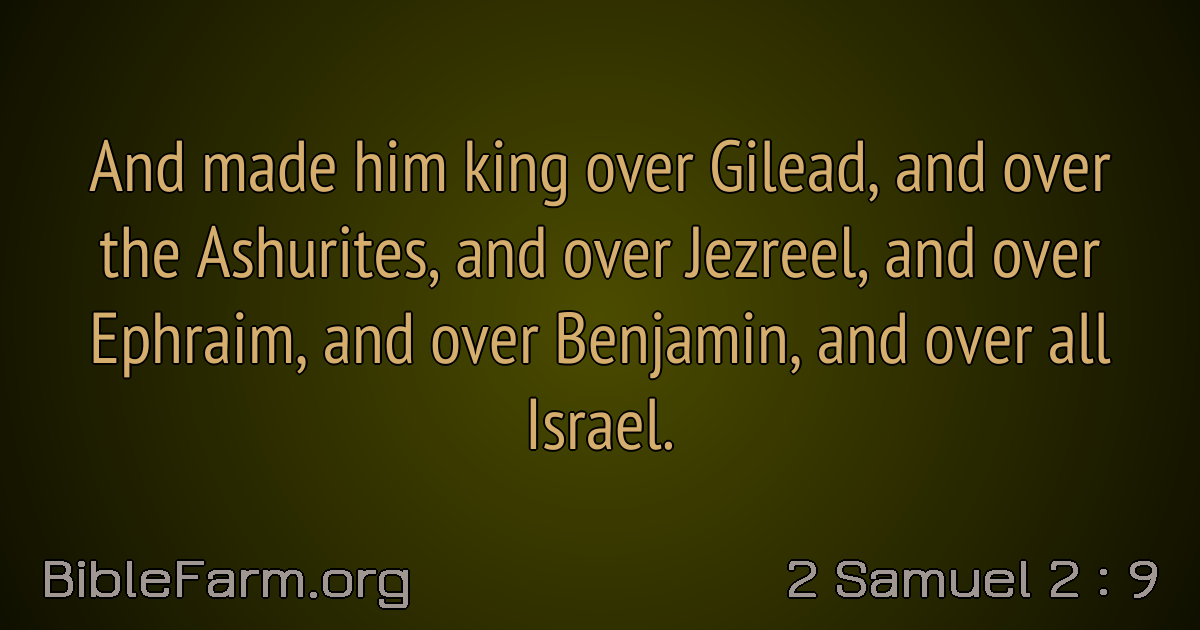 And made him king over Gilead, and over
the Ashurites, and over Jezreel, and over
Ephraim, and over Benjamin, and over all
Israel.
BibleFarm.org
2 Samuel 2 : 9